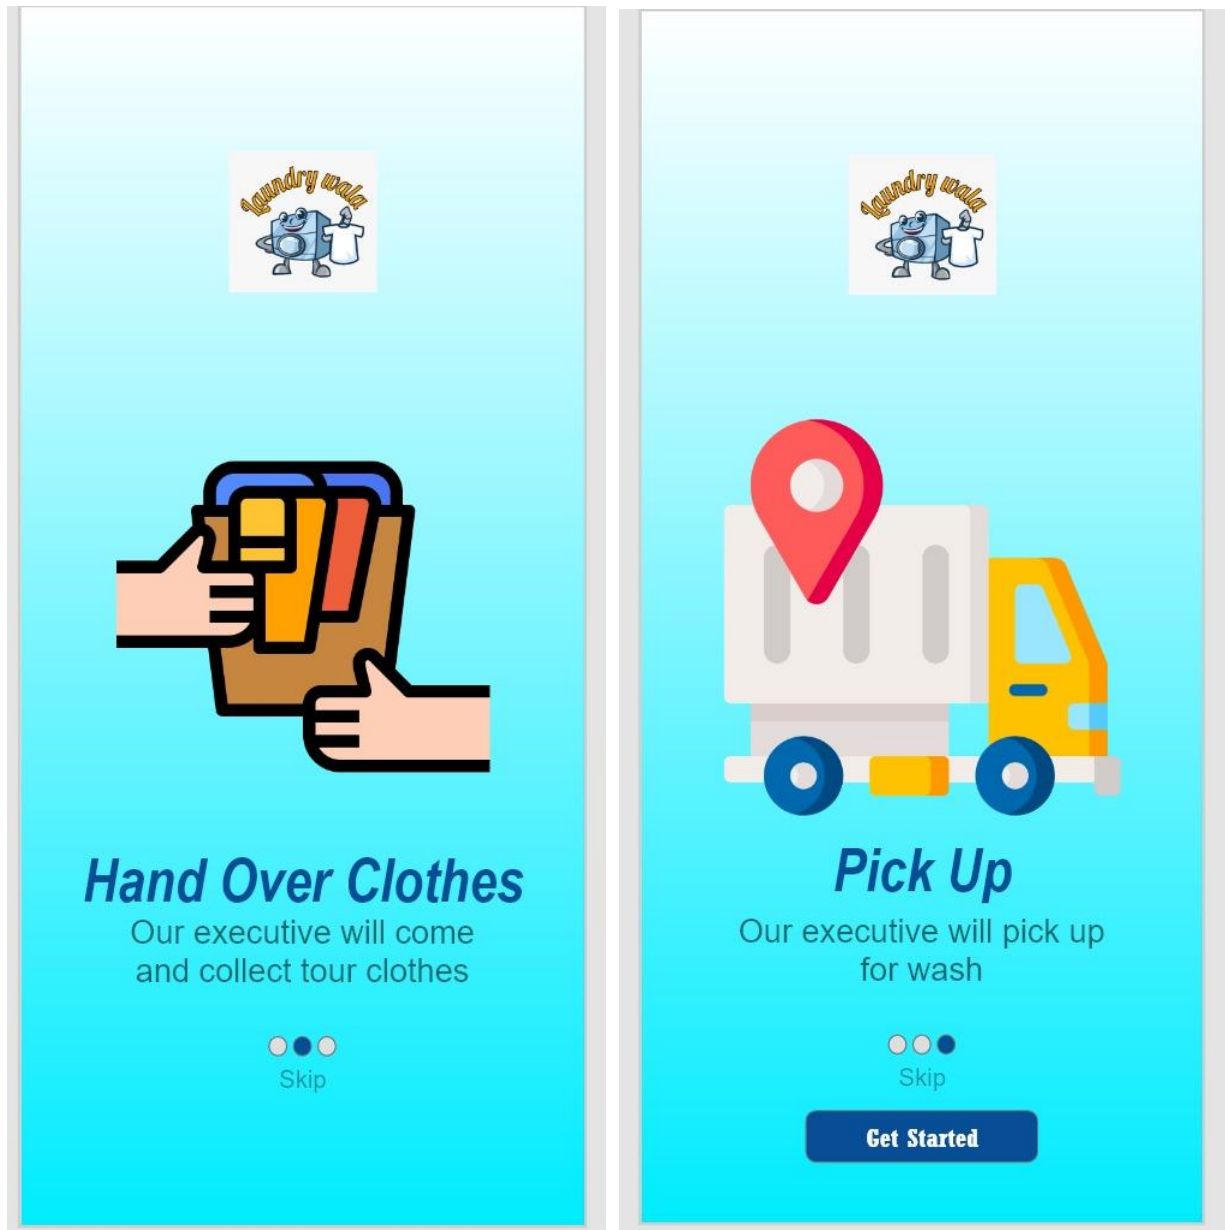 Laundry wala
Hand Over Clothes
Our executive will come
and collect tour clothes
Skip
Laundry wala
Pick Up
Our executive will pick up
for wash
Skip
Get Started